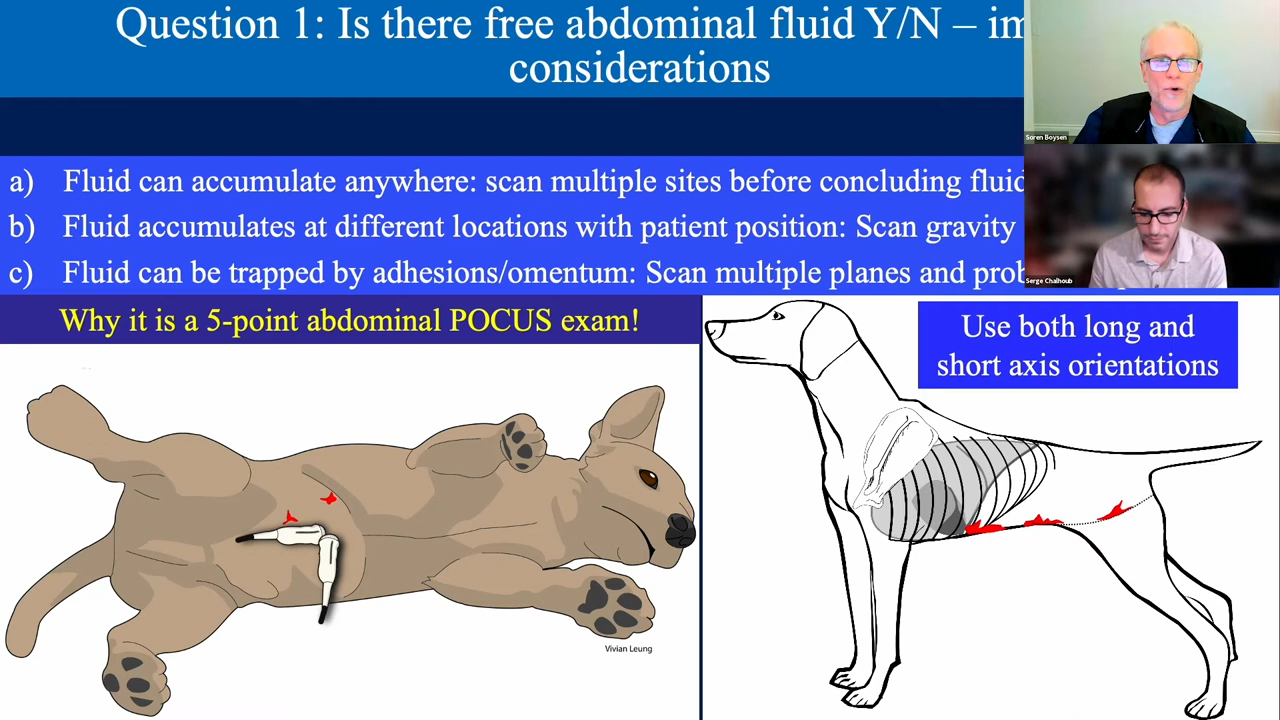 Question 1: Is there free abdominal fluid Y/N – im
considerations
Soren Boysen
a) Fluid can accumulate anywhere: scan multiple sites before concluding fluid
b) Fluid accumulates at different locations with patient position: Scan gravity
Serge Chalhoub
c) Fluid can be trapped by adhesions/omentum: Scan multiple planes and prob
Why it is a 5-point abdominal POCUS exam!
Use both long and
short axis orientations
Vivian Leung